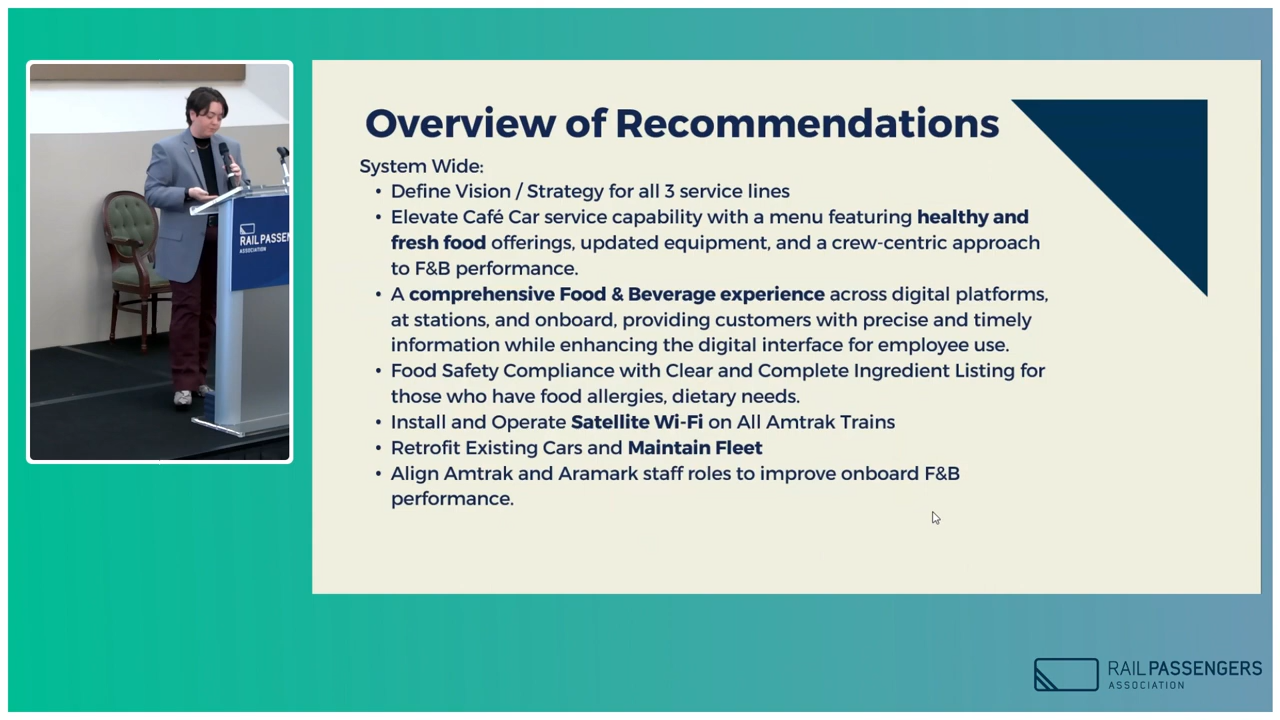 Overview of Recommendations
System Wide:
• Define Vision / Strategy for all 3 service lines
• Elevate Café Car service capability with a menu featuring healthy and
fresh food offerings, updated equipment, and a crew-centric approach
to F&B performance.
• A comprehensive Food & Beverage experience across digital platforms,
at stations, and onboard, providing customers with precise and timely
information while enhancing the digital interface for employee use.
• Food Safety Compliance with Clear and Complete Ingredient Listing for
those who have food allergies, dietary needs.
• Install and Operate Satellite Wi-Fi on All Amtrak Trains
• Retrofit Existing Cars and Maintain Fleet
• Align Amtrak and Aramark staff roles to improve onboard F&B
performance.
RAIL PASSEN
ASSOCIATION
RAILPASSENGERS
ASSOCIATION